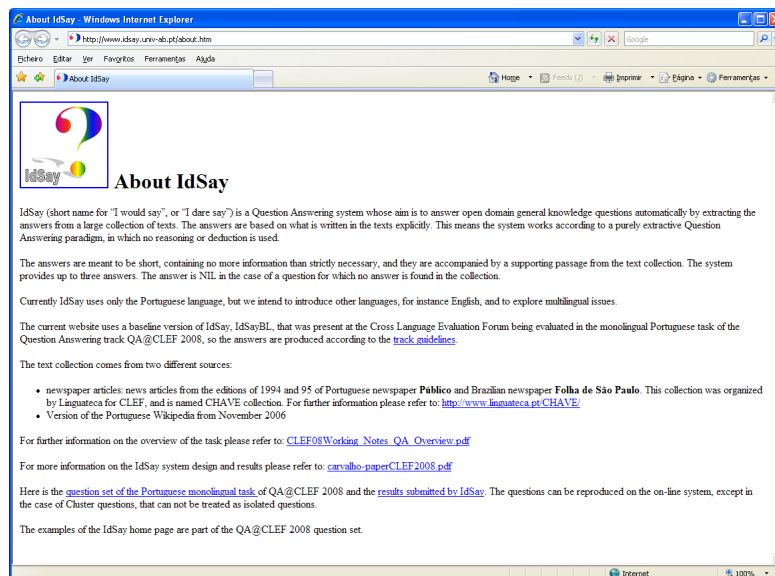 About IdSay - Windows Internet Explorer
http://www.idsay.univ-ab.pt/about.htm
Google
Ficheiro Editar Ver Favoritos Ferramentas Ajuda
About IdSay
Home Feeds (J) Imprimir Página Ferramentas
IdSay
About IdSay
IdSay (short name for "I would say", or "I dare say") is a Question Answering system whose aim is to answer open domain general knowledge questions automatically by extracting the
answers from a large collection of texts. The answers are based on what is written in the texts explicitly. This means the system works according to a purely extractive Question
Answering paradigm, in which no reasoning or deduction is used.
The answers are meant to be short, containing no more information than strictly necessary, and they are accompanied by a supporting passage from the text collection. The system
provides up to three answers. The answer is NIL in the case of a question for which no answer is found in the collection.
Currently IdSay uses only the Portuguese language, but we intend to introduce other languages, for instance English, and to explore multilingual issues.
The current website uses a baseline version of IdSay, IdSayBL, that was present at the Cross Language Evaluation Forum being evaluated in the monolingual Portuguese task of the
Question Answering track QA@CLEF 2008, so the answers are produced according to the track guidelines.
The text collection comes from two different sources:
• newspaper articles: news articles from the editions of 1994 and 95 of Portuguese newspaper Público and Brazilian newspaper Folha de São Paulo. This collection was organized
by Linguateca for CLEF, and is named CHAVE collection. For further information please refer to: http://www.linguateca.pt/CHAVE/
• Version of the Portuguese Wikipedia from November 2006
For further information on the overview of the task please refer to: CLEF08Working_Notes_QA_Overview.pdf
For more information on the IdSay system design and results please refer to: carvalho-paperCLEF2008.pdf
Here is the question set of the Portuguese monolingual task of QA@CLEF 2008 and the results submitted by IdSay. The questions can be reproduced on the on-line system, except in
the case of Cluster questions, that can not be treated as isolated questions.
The examples of the IdSay home page are part of the QA@CLEF 2008 question set.
Internet 100%